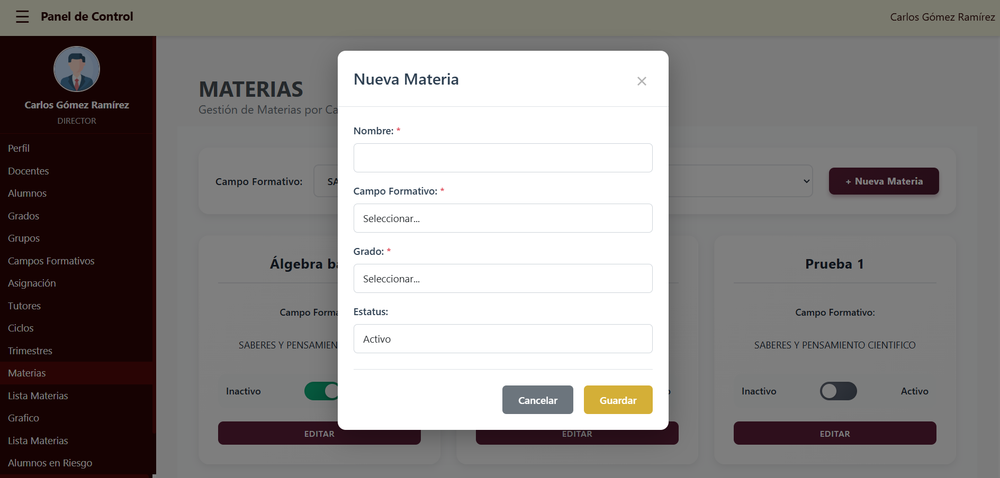 Panel de Control
Carlos Gómez Ramírez
Carlos Gómez Ramírez
DIRECTOR
Perfil
Docentes
Alumnos
Grados
Grupos
Campos Formativos
Asignación
Tutores
Ciclos
Trimestres
Materias
Lista Materias
Grafico
Lista Materias
Alumnos en Riesgo
MATERIAS
Gestión de Materias por Ca
Campo Formativo:
SA
+ Nueva Materia
Álgebra ba
Campo Forma
SABERES Y PENSAMIEN
Inactivo
EDITAR
o
EDITAR
Prueba 1
Campo Formativo:
SABERES Y PENSAMIENTO CIENTIFICO
Inactivo
Activo
EDITAR
Nueva Materia
×
Nombre: *
Campo Formativo: *
Seleccionar...
Grado: *
Seleccionar...
Estatus:
Activo
Cancelar
Guardar